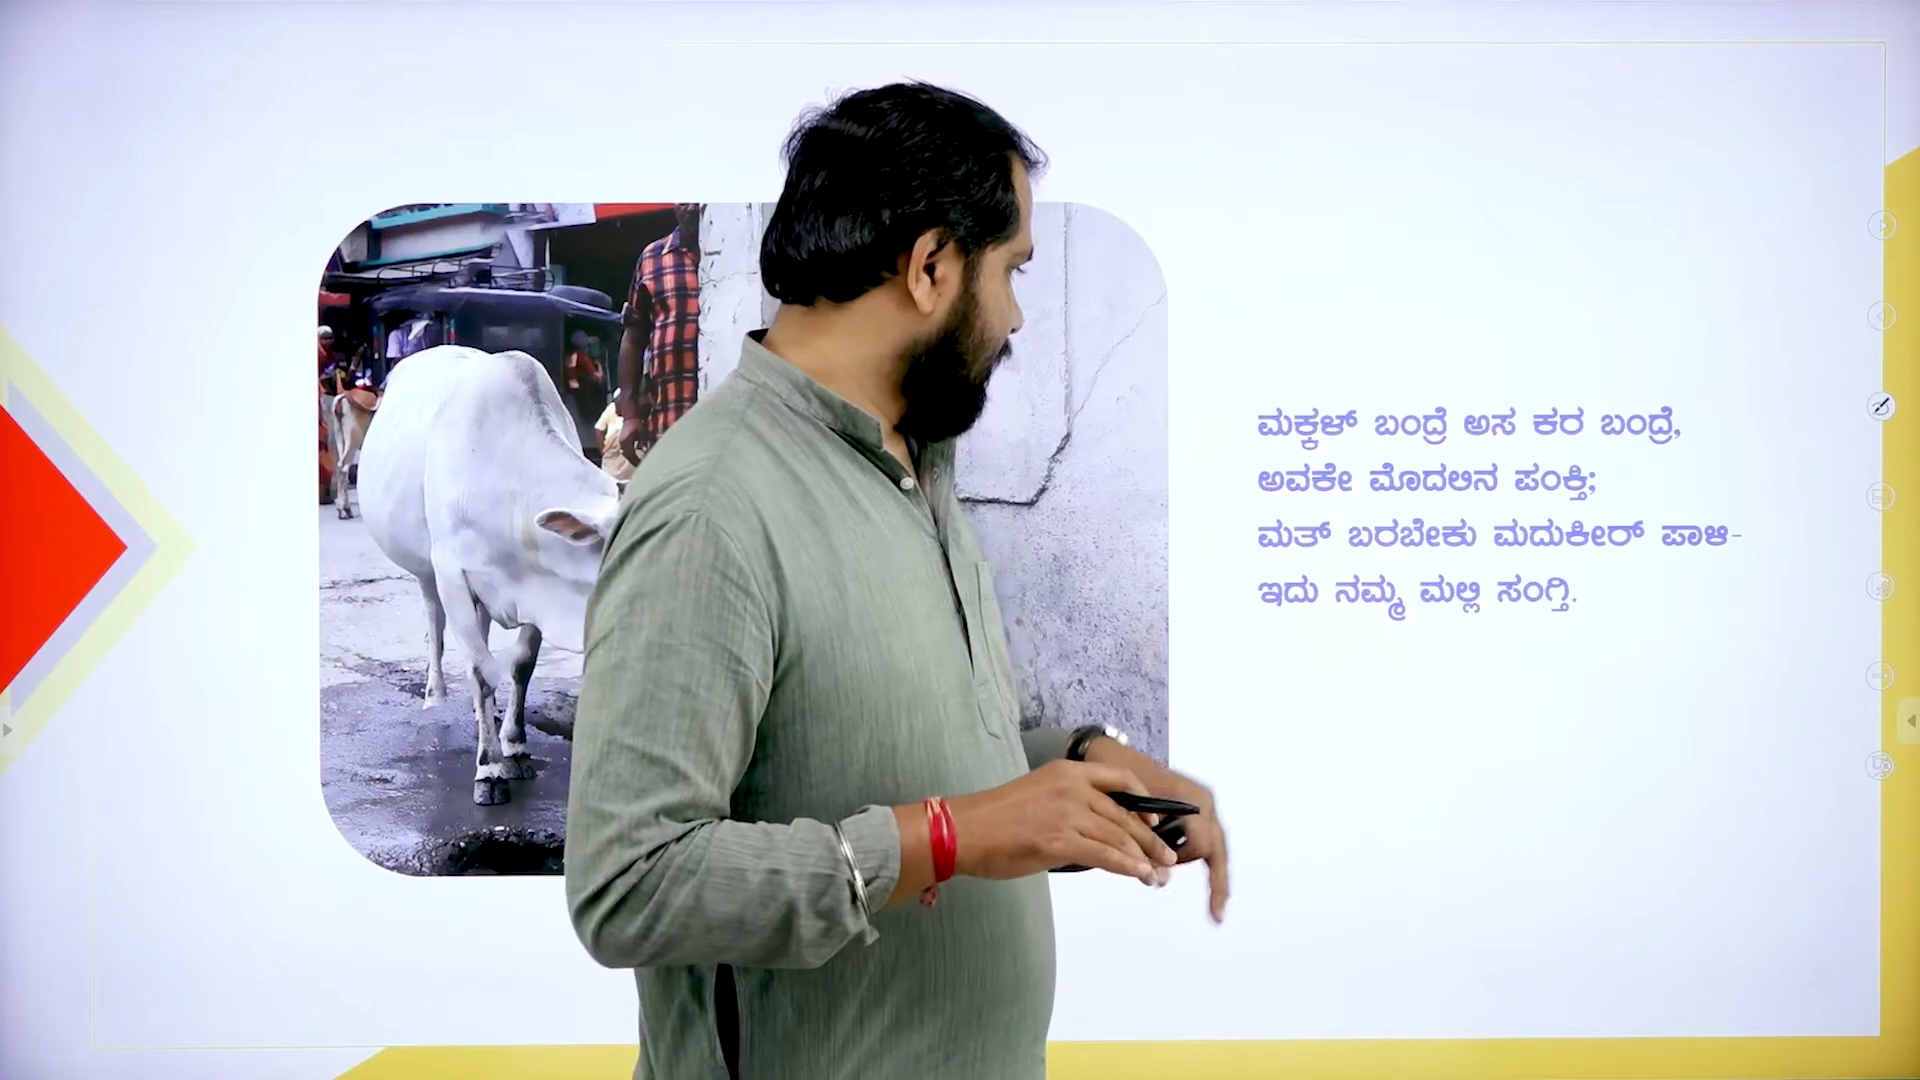 ಮಕ್ಕಳ್ ಬಂದ್ರೆ ಅಸ ಕರ ಬಂದ್ರೆ,
ಅವಕೇ ಮೊದಲಿನ ಪಂಕ್ತಿ;
ಮತ್ ಬರಬೇಕು ಮದುಕೀರ್ ಪಾಳಿ-
ಇದು ನಮ್ಮ ಮಲ್ಲಿ ಸಂಗ್ತಿ.